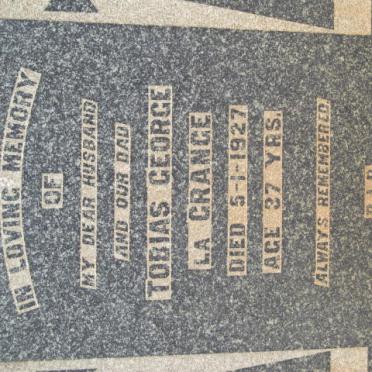 IN LOVING MEMORY
OF
MY DEAR HUSBAND
AND OUR DAD
TOBIAS GEORGE
LA GRANGE
DIED 5-1-1927
AGE 37 YRS.
ALWAYS REMEMBERED.